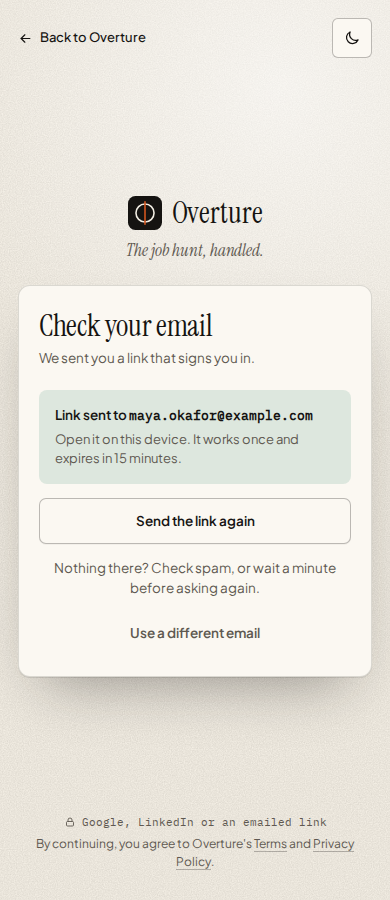 ← Back to Overture
Overture
The job hunt, handled.
Check your email
We sent you a link that signs you in.
Link sent to maya.okafor@example.com
Open it on this device. It works once and
expires in 15 minutes.
Send the link again
Nothing there? Check spam, or wait a minute
before asking again.
Use a different email
Google, LinkedIn or an emailed link
By continuing, you agree to Overture's Terms and Privacy
Policy.